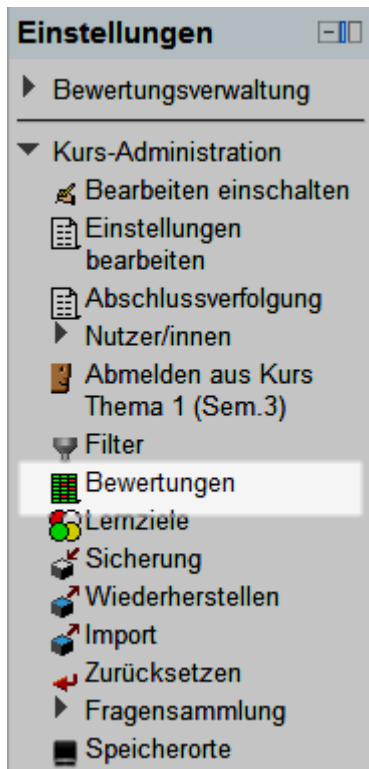 Einstellungen
Bewertungsverwaltung
Kurs-Administration
Bearbeiten einschalten
Einstellungen
bearbeiten
Abschlussverfolgung
Nutzer/innen
Abmelden aus Kurs
Thema 1 (Sem.3)
Filter
Bewertungen
Lernziele
Sicherung
Wiederherstellen
Import
Zurücksetzen
Fragensammlung
Speicherorte